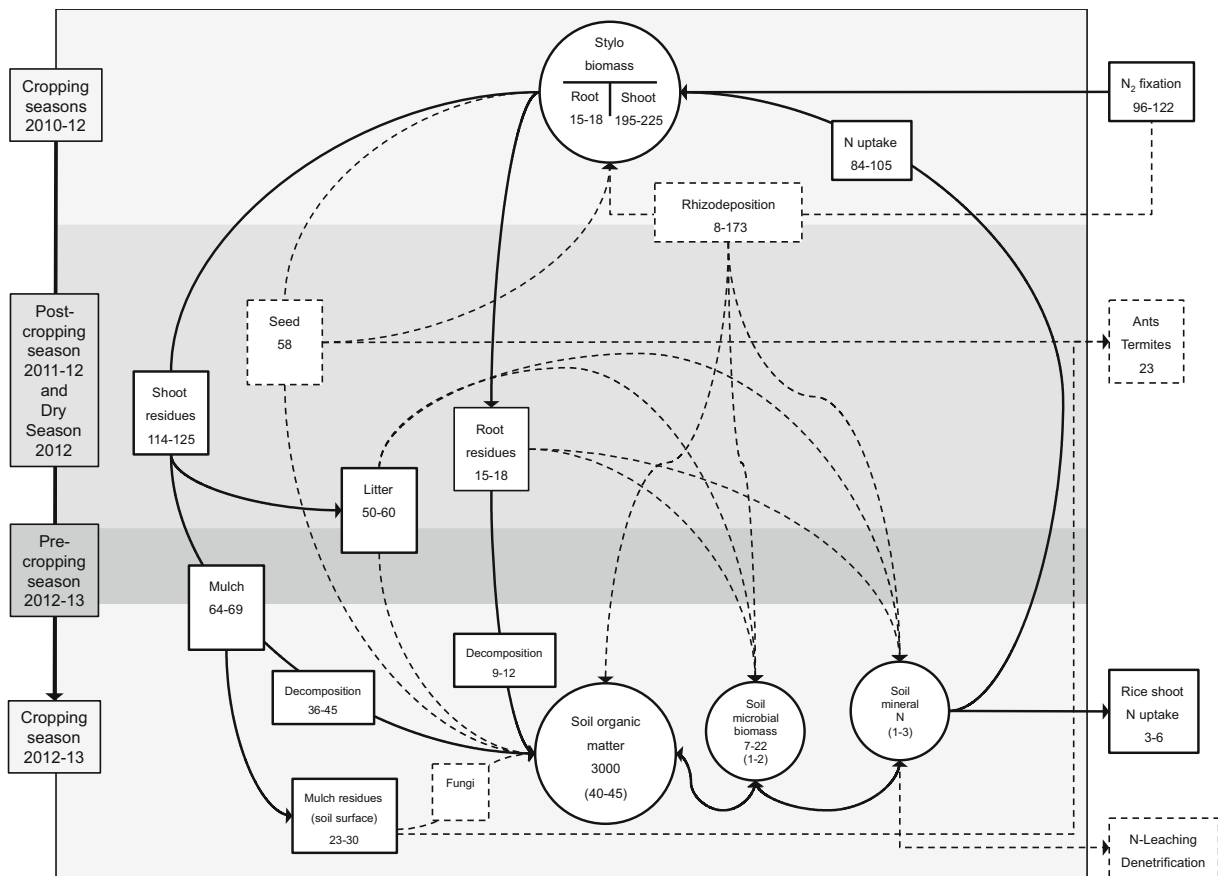 Stylo
biomass
Root
15-18
Shoot
195-225
N₂ fixation
96-122
N uptake
84-105
Rhizodeposition
8-173
Cropping
seasons
2010-12
Post-
cropping
season
2011-12
and
Dry
Season
2012
Pre-
cropping
season
2012-13
Cropping
season
2012-13
Seed
58
Ants
Termites
23
Shoot
residues
114-125
Root
residues
15-18
Litter
50-60
Mulch
64-69
Decomposition
9-12
Decomposition
36-45
Soil organic
matter
3000
(40-45)
Soil
microbial
biomass
7-22
(1-2)
Soil
mineral
N
(1-3)
Rice shoot
N uptake
3-6
Fungi
Mulch residues
(soil surface)
23-30
N-Leaching
Denetrification